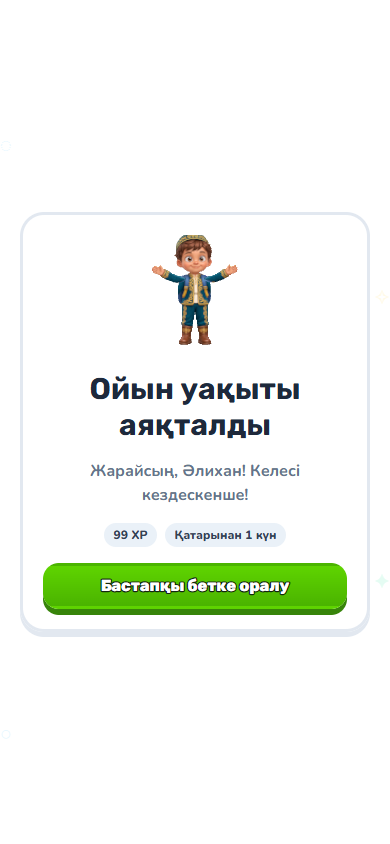 Ойын уақыты
аяқталды
Жарайсың, Әлихан! Келесі
кездескенше!
99 XP
Қатарынан 1 күн
Бастапқы бетке оралу